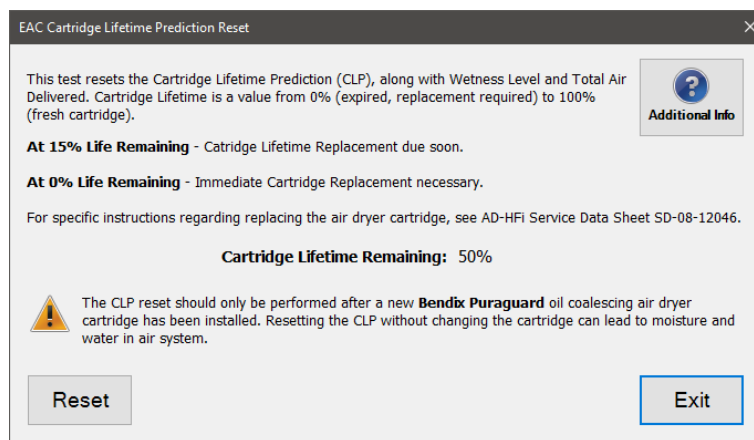 EAC Cartridge Lifetime Prediction Reset
This test resets the Cartridge Lifetime Prediction (CLP), along with Wetness Level and Total Air
Delivered. Cartridge Lifetime is a value from 0% (expired, replacement required) to 100%
(fresh cartridge).
Additional Info
At 15% Life Remaining - Catridge Lifetime Replacement due soon.
At 0% Life Remaining - Immediate Cartridge Replacement necessary.
For specific instructions regarding replacing the air dryer cartridge, see AD-HFi Service Data Sheet SD-08-12046.
Cartridge Lifetime Remaining: 50%
The CLP reset should only be performed after a new Bendix Puraguard oil coalescing air dryer
cartridge has been installed. Resetting the CLP without changing the cartridge can lead to moisture and
water in air system.
Reset
Exit